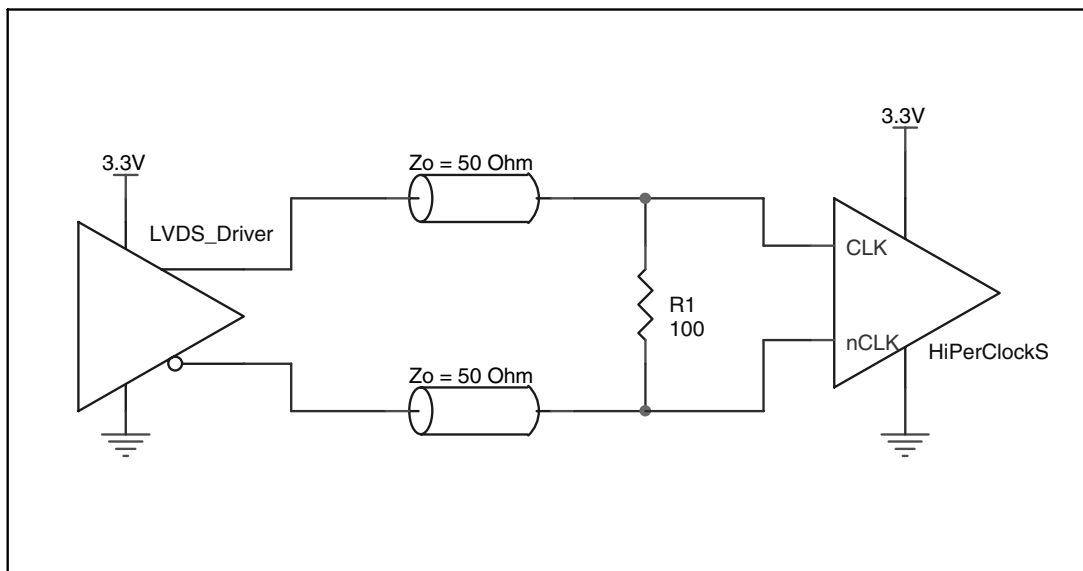 3.3V
LVDS_Driver
Zo = 50 Ohm
Zo = 50 Ohm
R1
100
3.3V
CLK
nCLK
HiPerClockS